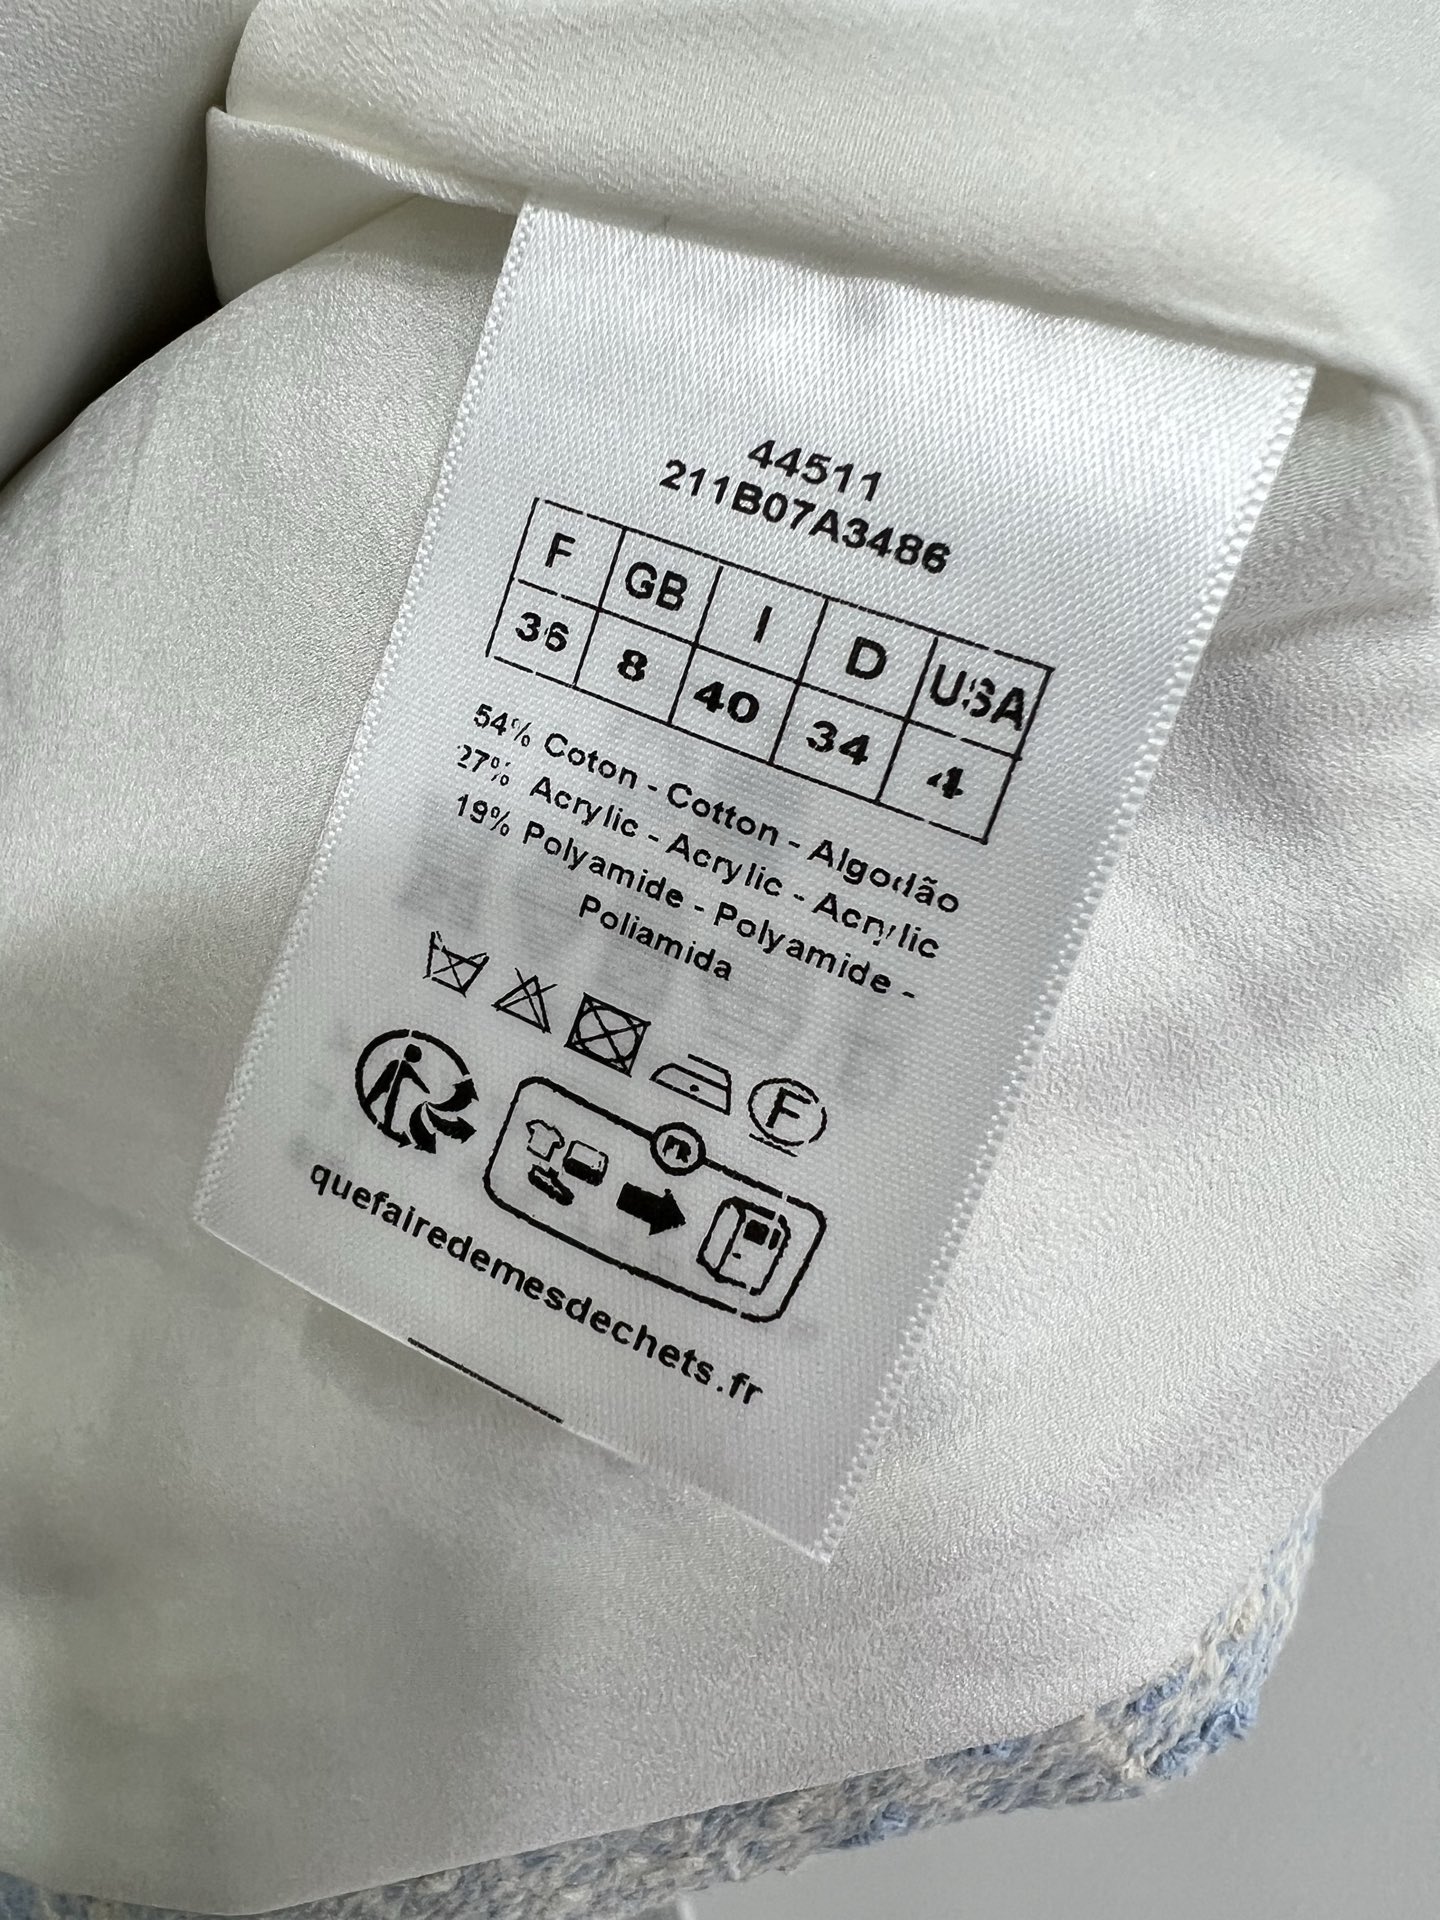 44511
211B07A3486
F GB I D USA
36 8 40 34 4
54% Coton - Cotton - Algodão
27% Acrylic - Acrylic - Acrylic
19% Polyamide - Polyamide -
Poliamida
F
FR
quefairedemesdechets.fr